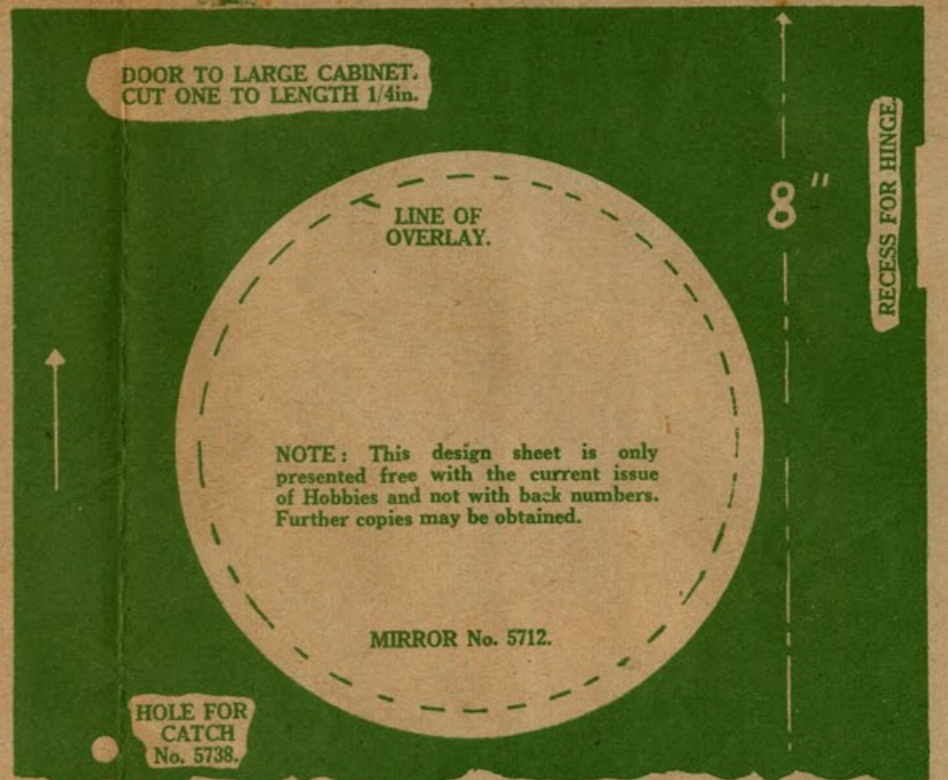 DOOR TO LARGE CABINET.
CUT ONE TO LENGTH 1/4in.
8"
RECESS FOR HINGE
LINE OF
OVERLAY.
NOTE: This design sheet is only
presented free with the current issue
of Hobbies and not with back numbers.
Further copies may be obtained.
MIRROR No. 5712.
HOLE FOR
CATCH
No. 5738.